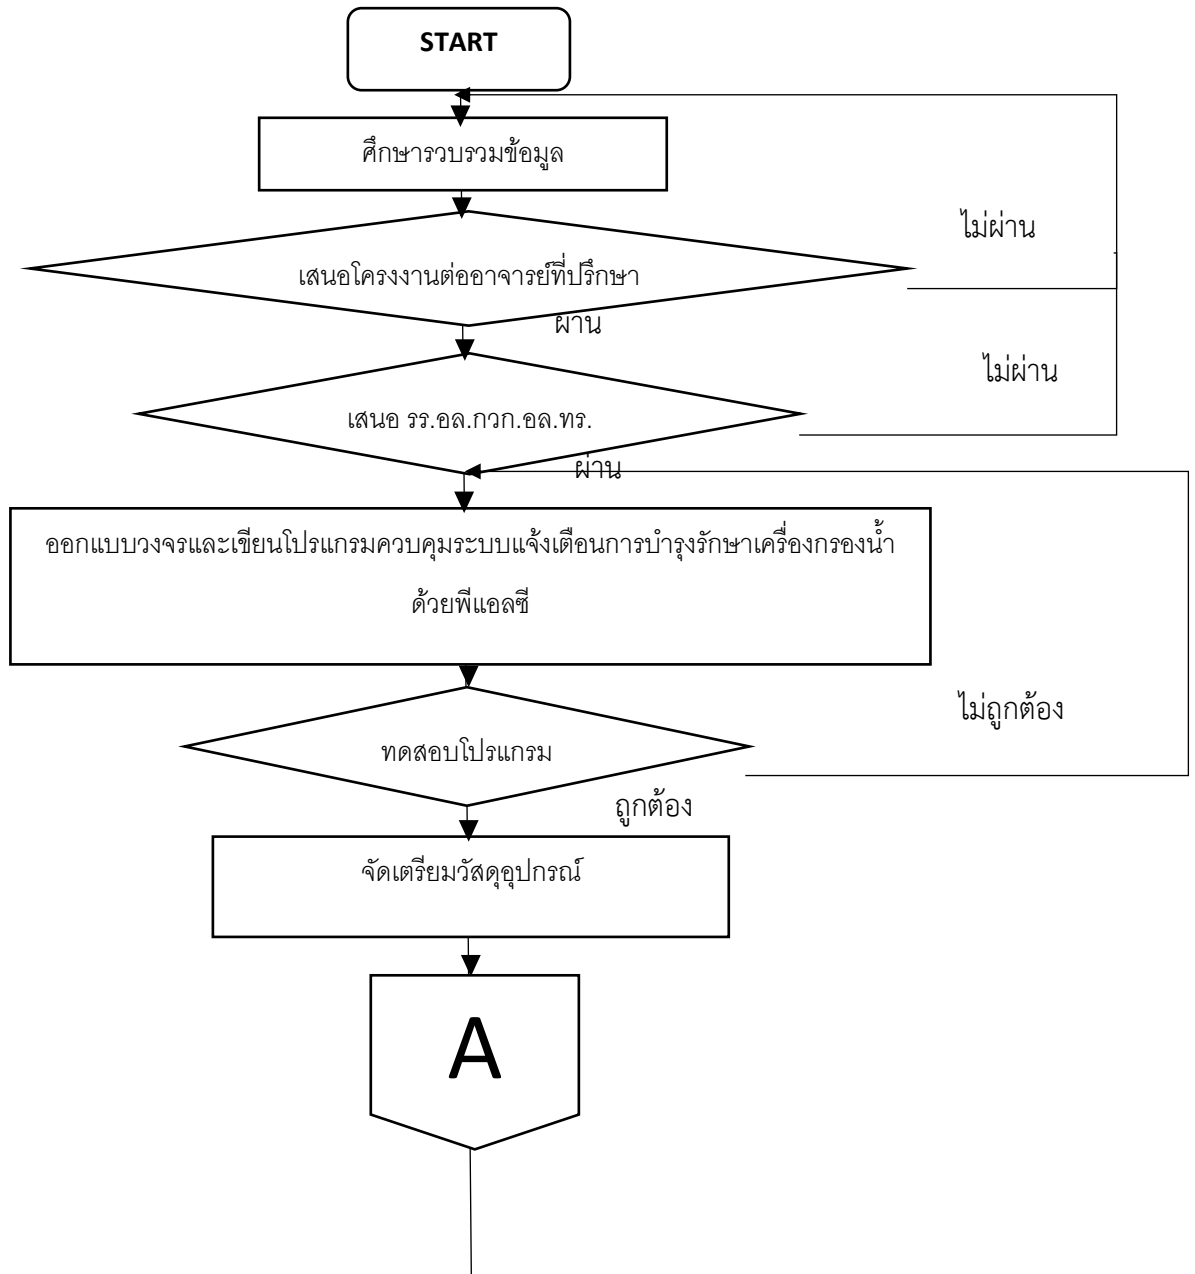 START
ศึกษารวบรวมข้อมูล
ไม่ผ่าน
เสนอโครงงานต่ออาจารย์ที่ปรึกษา
ผ่าน
ไม่ผ่าน
เสนอ รร.อล.กวก.อล.ทร.
ผ่าน
ออกแบบวงจรและเขียนโปรแกรมควบคุมระบบแจ้งเตือนการบำรุงรักษาเครื่องกรองน้ำ
ด้วยพีแอลซี
ไม่ถูกต้อง
ทดสอบโปรแกรม
ถูกต้อง
จัดเตรียมวัสดุอุปกรณ์
A